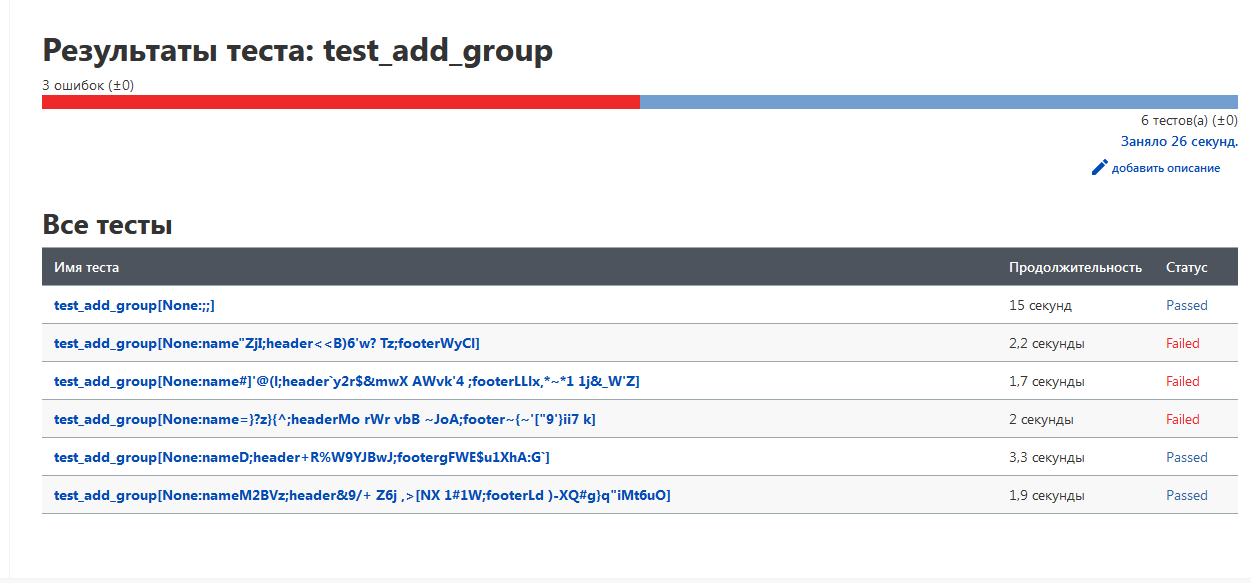 Результаты теста: test_add_group
3 ошибок (±0)
6 тестов(а) (±0)
Заняло 26 секунд.
добавить описание
Все тесты
Имя теста Продолжительность Статус
test_add_group[None:;;] 15 секунд Passed
test_add_group[None:name"ZjI;header<<B)6'w? Tz;footerWyCl] 2,2 секунды Failed
test_add_group[None:name#]'@(l;header`y2r$&mwX AWvk'4 ;footerLLlx,*~*1 1j&_W'Z] 1,7 секунды Failed
test_add_group[None:name=}?z}{^;headerMo rWr vbB ~JoA;footer~{~'["9'}ii7 k] 2 секунды Failed
test_add_group[None:nameD;header+R%W9YJBwJ;footergFWE$u1XhA:G`] 3,3 секунды Passed
test_add_group[None:nameM2BVz;header&9/+ Z6j ,>[NX 1#1W;footerLd )-XQ#g}q"iMt6uO] 1,9 секунды Passed